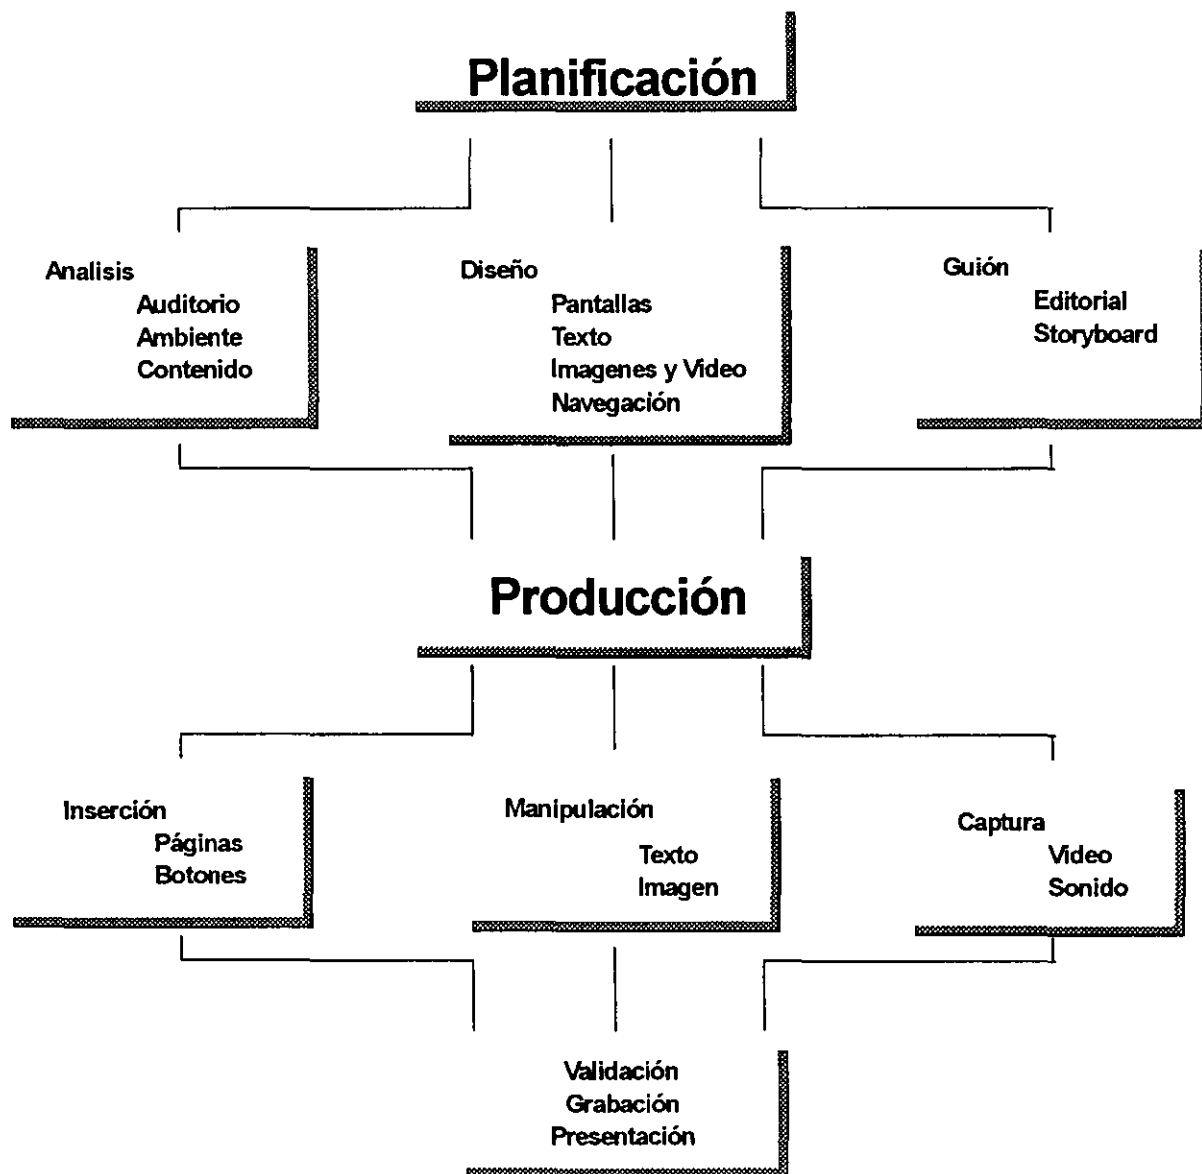 Planificación
Analisis
Auditorio
Ambiente
Contenido
Diseño
Pantallas
Texto
Imagenes y Video
Navegación
Guión
Editorial
Storyboard
Producción
Inserción
Páginas
Botones
Manipulación
Texto
Imagen
Captura
Video
Sonido
Validación
Grabación
Presentación